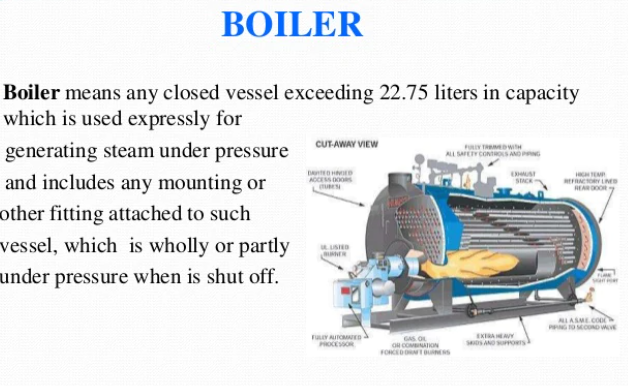 BOILER
Boiler means any closed vessel exceeding 22.75 liters in capacity
which is used expressly for
generating steam under pressure
and includes any mounting or
other fitting attached to such
vessel, which is wholly or partly
under pressure when is shut off.
CUT-AWAY VIEW
FULLY TRIMMED WITH
ALL SAFETY CONTROLS AND PIPING
EXHAUST
STACK
HIGH TEMP.
REFRACTORY LINED
REAR DOOR
HINGED
ACCESS DOORS
(TUBES)
UL LISTED
BURNER
FLAME
SIGHT PORT
ALL A.S.M.E. CODE
PIPING TO SECOND VALVE
EXTRA HEAVY
SKIDS AND SUPPORTS
GAS, OIL
OR COMBINATION
FORCED DRAFT BURNERS
FULLY AUTOMATED
PROCESSOR